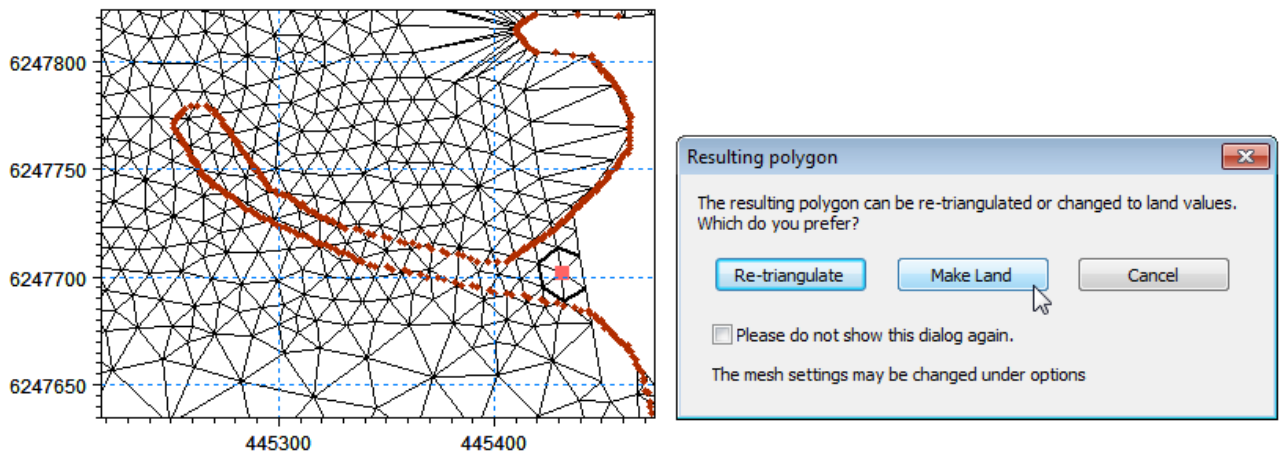 6247800
6247750
6247700
6247650
445300 445400
Resulting polygon
The resulting polygon can be re-triangulated or changed to land values.
Which do you prefer?
Re-triangulate Make Land Cancel
Please do not show this dialog again.
The mesh settings may be changed under options